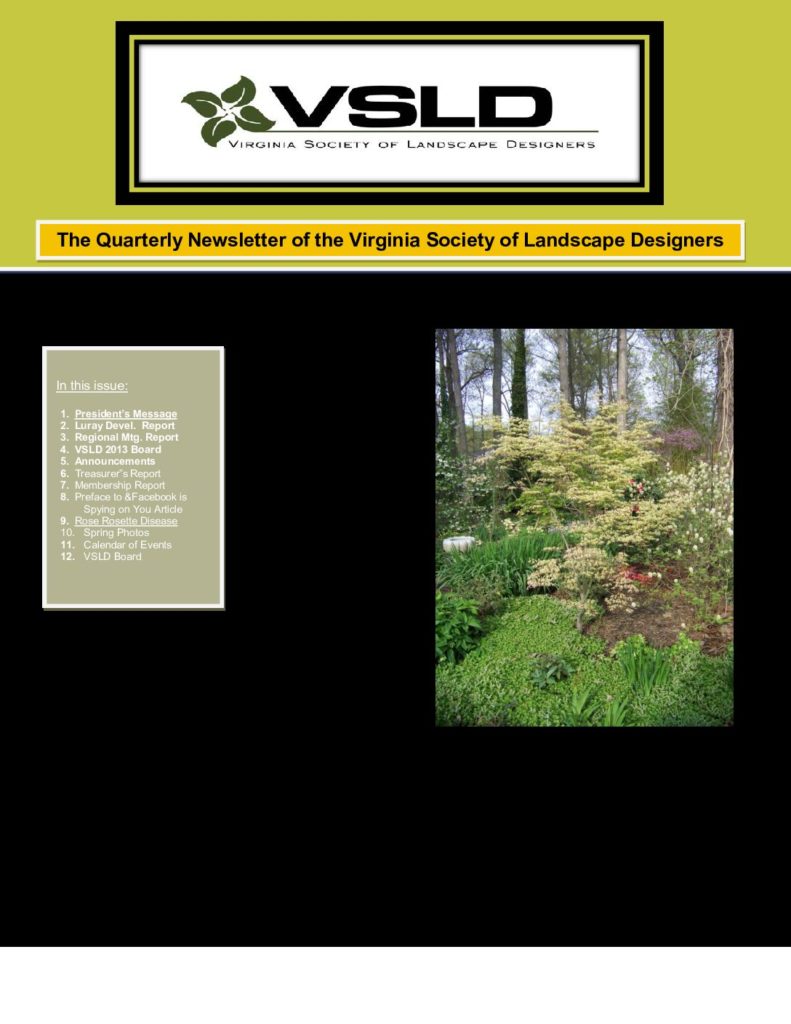 VSLD
VIRGINIA SOCIETY OF LANDSCAPE DESIGNERS
The Quarterly Newsletter of the Virginia Society of Landscape Designers
In this issue:
1. President's Message
2. Luray Devel. Report
3. Regional Mtg. Report
4. VSLD 2013 Board
5. Announcements
6. Treasurer"s Report
7. Membership Report
8. Preface to &Facebook is
Spying on You Article
9. Rose Rosette Disease
10. Spring Photos
11. Calendar of Events
12. VSLD Board